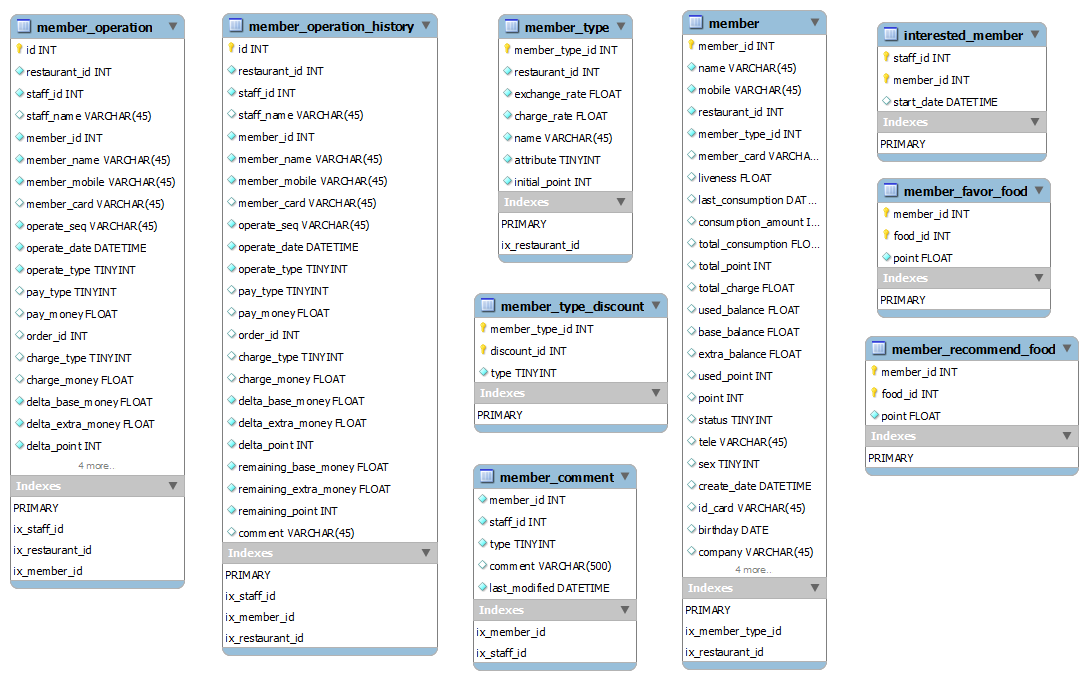 member_operation
id INT
restaurant_id INT
staff_id INT
staff_name VARCHAR(45)
member_id INT
member_name VARCHAR(45)
member_mobile VARCHAR(45)
member_card VARCHAR(45)
operate_seq VARCHAR(45)
operate_date DATETIME
operate_type TINYINT
pay_type TINYINT
pay_money FLOAT
order_id INT
charge_type TINYINT
charge_money FLOAT
delta_base_money FLOAT
delta_extra_money FLOAT
delta_point INT
4 more..
Indexes
PRIMARY
ix_staff_id
ix_restaurant_id
ix_member_id
member_operation_history
id INT
restaurant_id INT
staff_id INT
staff_name VARCHAR(45)
member_id INT
member_name VARCHAR(45)
member_mobile VARCHAR(45)
member_card VARCHAR(45)
operate_seq VARCHAR(45)
operate_date DATETIME
operate_type TINYINT
pay_type TINYINT
pay_money FLOAT
order_id INT
charge_type TINYINT
charge_money FLOAT
delta_base_money FLOAT
delta_extra_money FLOAT
delta_point INT
remaining_base_money FLOAT
remaining_extra_money FLOAT
remaining_point INT
comment VARCHAR(45)
Indexes
PRIMARY
ix_staff_id
ix_member_id
ix_restaurant_id
member_type
member_type_id INT
restaurant_id INT
exchange_rate FLOAT
charge_rate FLOAT
name VARCHAR(45)
attribute TINYINT
initial_point INT
Indexes
PRIMARY
ix_restaurant_id
member_type_discount
member_type_id INT
discount_id INT
type TINYINT
Indexes
PRIMARY
member_comment
member_id INT
staff_id INT
type TINYINT
comment VARCHAR(500)
last_modified DATETIME
Indexes
ix_member_id
ix_staff_id
member
member_id INT
name VARCHAR(45)
mobile VARCHAR(45)
restaurant_id INT
member_type_id INT
member_card VARCHA...
liveness FLOAT
last_consumption DAT...
consumption_amount I...
total_consumption FLO...
total_point INT
total_charge FLOAT
used_balance FLOAT
base_balance FLOAT
extra_balance FLOAT
used_point INT
point INT
status TINYINT
tele VARCHAR(45)
sex TINYINT
create_date DATETIME
id_card VARCHAR(45)
birthday DATE
company VARCHAR(45)
4 more..
Indexes
PRIMARY
ix_member_type_id
ix_restaurant_id
interested_member
staff_id INT
member_id INT
start_date DATETIME
Indexes
PRIMARY
member_favor_food
member_id INT
food_id INT
point FLOAT
Indexes
PRIMARY
member_recommend_food
member_id INT
food_id INT
point FLOAT
Indexes
PRIMARY